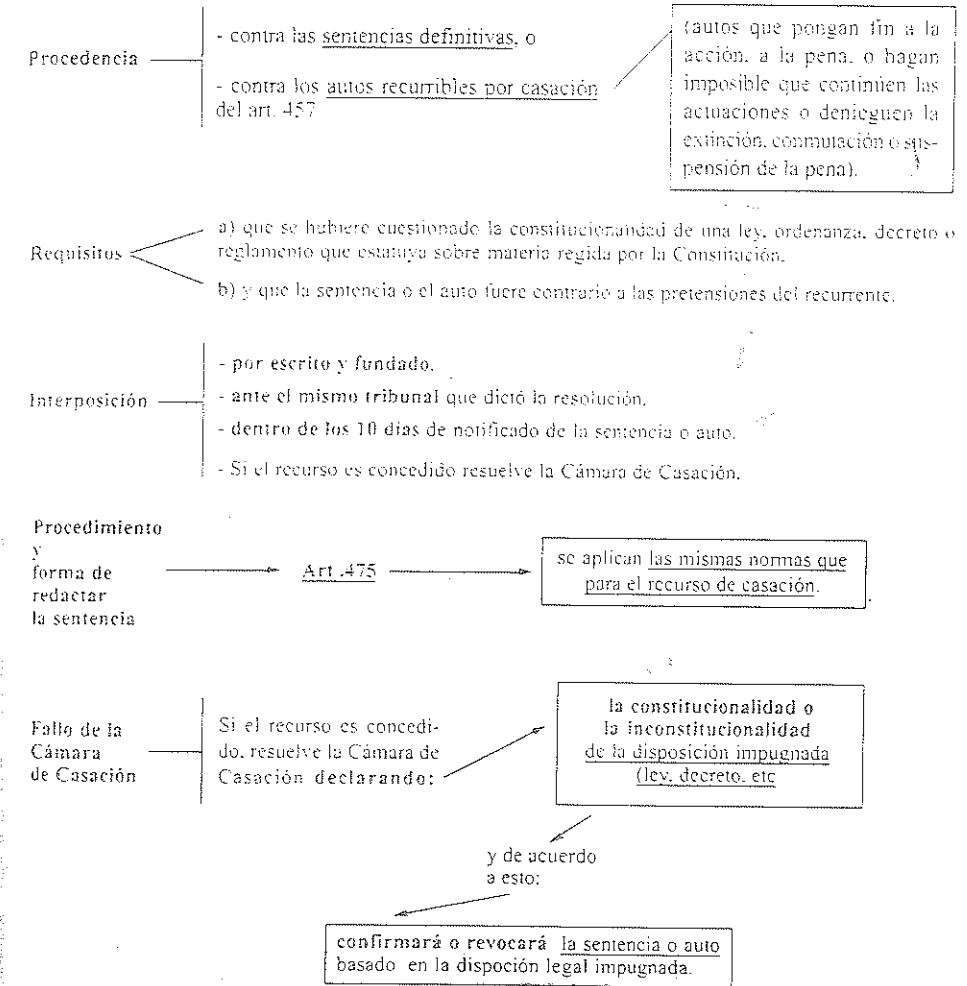 Procedencia
- contra las sentencias definitivas, o
- contra los autos recurribles por casación
del art. 457
(autos que pongan fin a la
acción, a la pena, o hagan
imposible que continúen las
actuaciones o denieguen la
extinción, conmutación o sus-
pensión de la pena).
Requisitos
a) que se hubiere cuestionado la constitucionalidad de una ley, ordenanza, decreto o
reglamento que estatuya sobre materia regida por la Constitución.
b) y que la sentencia o el auto fuere contrario a las pretensiones del recurrente.
Interposición
- por escrito y fundado.
- ante el mismo tribunal que dictó la resolución.
- dentro de los 10 días de notificado de la sentencia o auto.
- Si el recurso es concedido resuelve la Cámara de Casación.
Procedimiento
y
forma de
redactar
la sentencia
Art .475
se aplican las mismas normas que
para el recurso de casación.
Fallo de la
Cámara
de Casación
Si el recurso es concedi-
do, resuelve la Cámara de
Casación declarando:
la constitucionalidad o
la inconstitucionalidad
de la disposición impugnada
(ley, decreto, etc
y de acuerdo
a esto:
confirmará o revocará la sentencia o auto
basado en la dispoción legal impugnada.